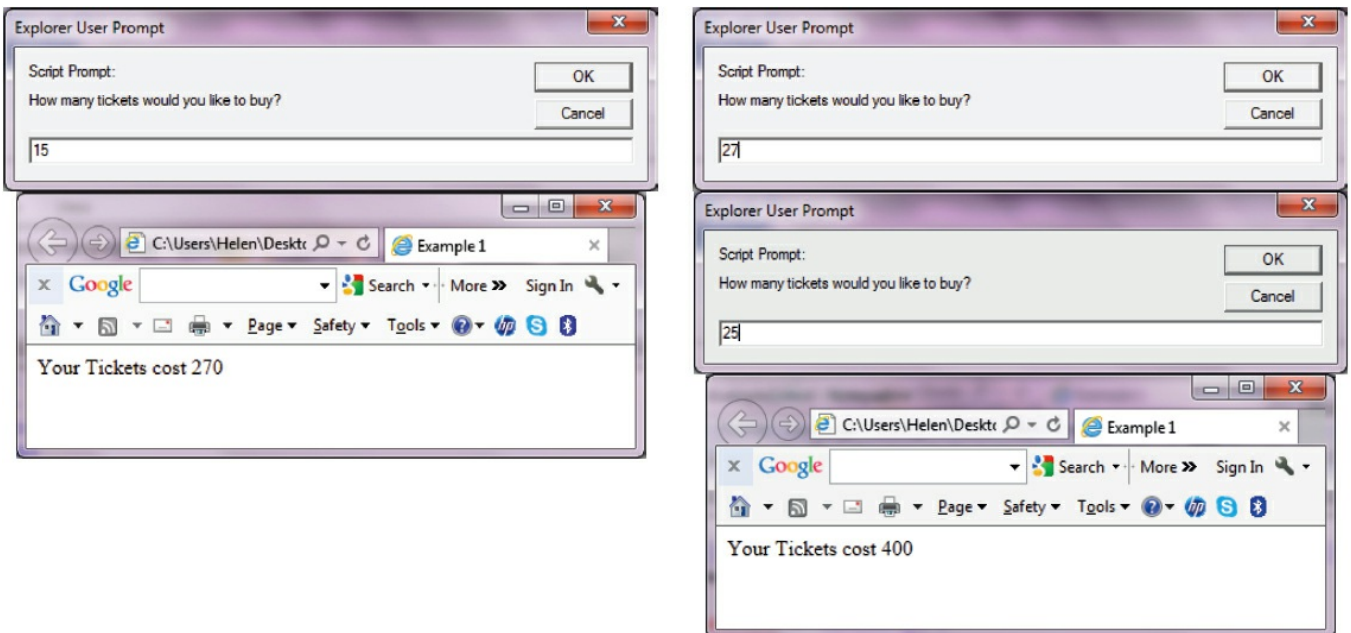 Explorer User Prompt
Script Prompt:
OK
How many tickets would you like to buy?
Cancel
15
C:\Users\Helen\Deskto
Example 1
Google
Search
More »
Sign In
Page
Safety
Tools
Your Tickets cost 270
Explorer User Prompt
Script Prompt:
OK
How many tickets would you like to buy?
Cancel
27
Explorer User Prompt
Script Prompt:
OK
How many tickets would you like to buy?
Cancel
25
C:\Users\Helen\Deskto
Example 1
Google
Search
More »
Sign In
Page
Safety
Tools
Your Tickets cost 400